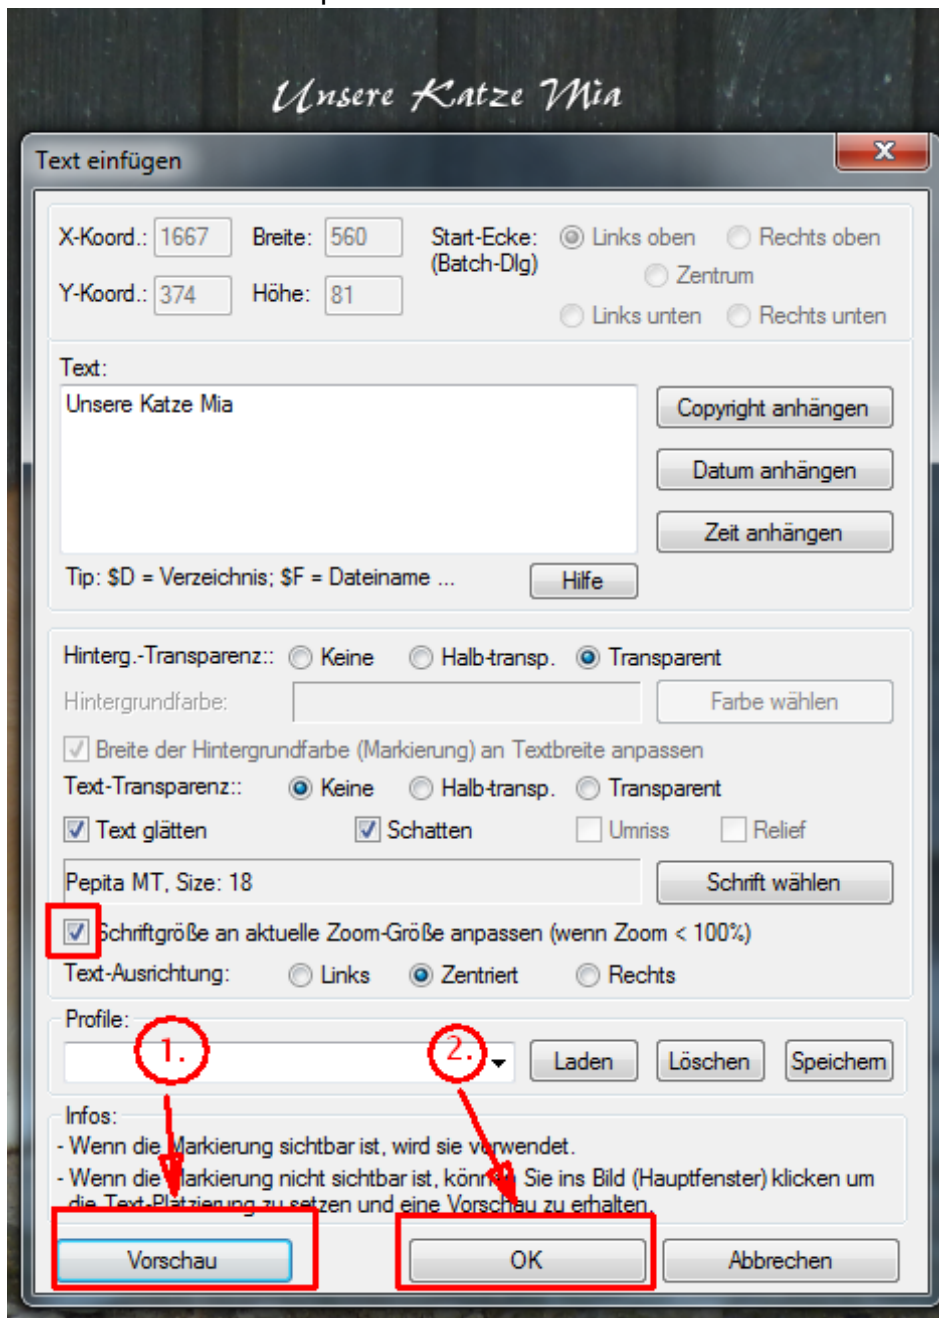 Unsere Katze Mia
Text einfügen
X-Koord.: 1667 Breite: 560 Start-Ecke: Links oben Rechts oben
(Batch-Dlg) Zentrum
Y-Koord.: 374 Höhe: 81 Links unten Rechts unten
Text:
Unsere Katze Mia
Copyright anhängen
Datum anhängen
Zeit anhängen
Tip: $D = Verzeichnis; $F = Dateiname ... Hilfe
Hinterg.-Transparenz:: Keine Halb-transp. Transparent
Hintergrundfarbe: Farbe wählen
Breite der Hintergrundfarbe (Markierung) an Textbreite anpassen
Text-Transparenz:: Keine Halb-transp. Transparent
Text glätten Schatten Umriss Relief
Pepita MT, Size: 18 Schrift wählen
Schriftgröße an aktuelle Zoom-Größe anpassen (wenn Zoom < 100%)
Text-Ausrichtung: Links Zentriert Rechts
Profile:
1. 2. Laden Löschen Speichern
Infos:
- Wenn die Markierung sichtbar ist, wird sie verwendet.
- Wenn die Markierung nicht sichtbar ist, können Sie ins Bild (Hauptfenster) klicken um
die Text-Platzierung zu setzen und eine Vorschau zu erhalten.
Vorschau OK Abbrechen